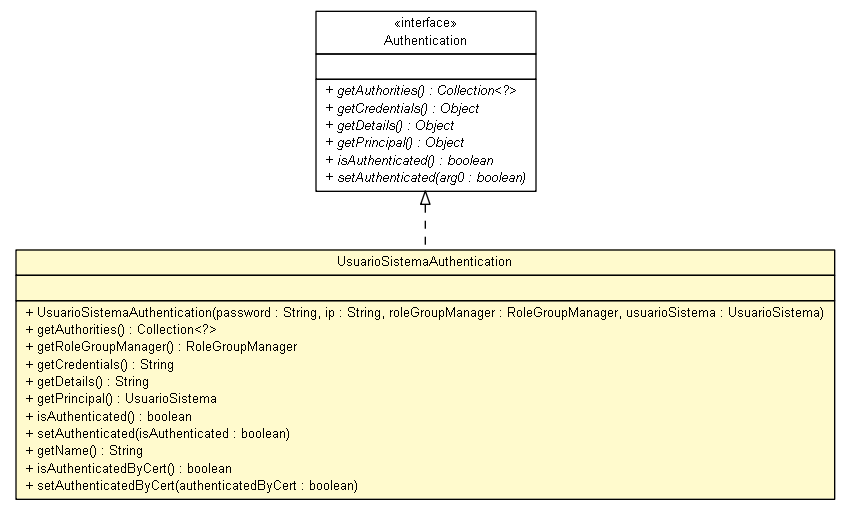 «interface»
Authentication
+ getAuthorities() : Collection<?>
+ getCredentials() : Object
+ getDetails() : Object
+ getPrincipal() : Object
+ isAuthenticated() : boolean
+ setAuthenticated(arg0 : boolean)
UsuarioSistemaAuthentication
+ UsuarioSistemaAuthentication(password : String, ip : String, roleGroupManager : RoleGroupManager, usuarioSistema : UsuarioSistema)
+ getAuthorities() : Collection<?>
+ getRoleGroupManager() : RoleGroupManager
+ getCredentials() : String
+ getDetails() : String
+ getPrincipal() : UsuarioSistema
+ isAuthenticated() : boolean
+ setAuthenticated(isAuthenticated : boolean)
+ getName() : String
+ isAuthenticatedByCert() : boolean
+ setAuthenticatedByCert(authenticatedByCert : boolean)